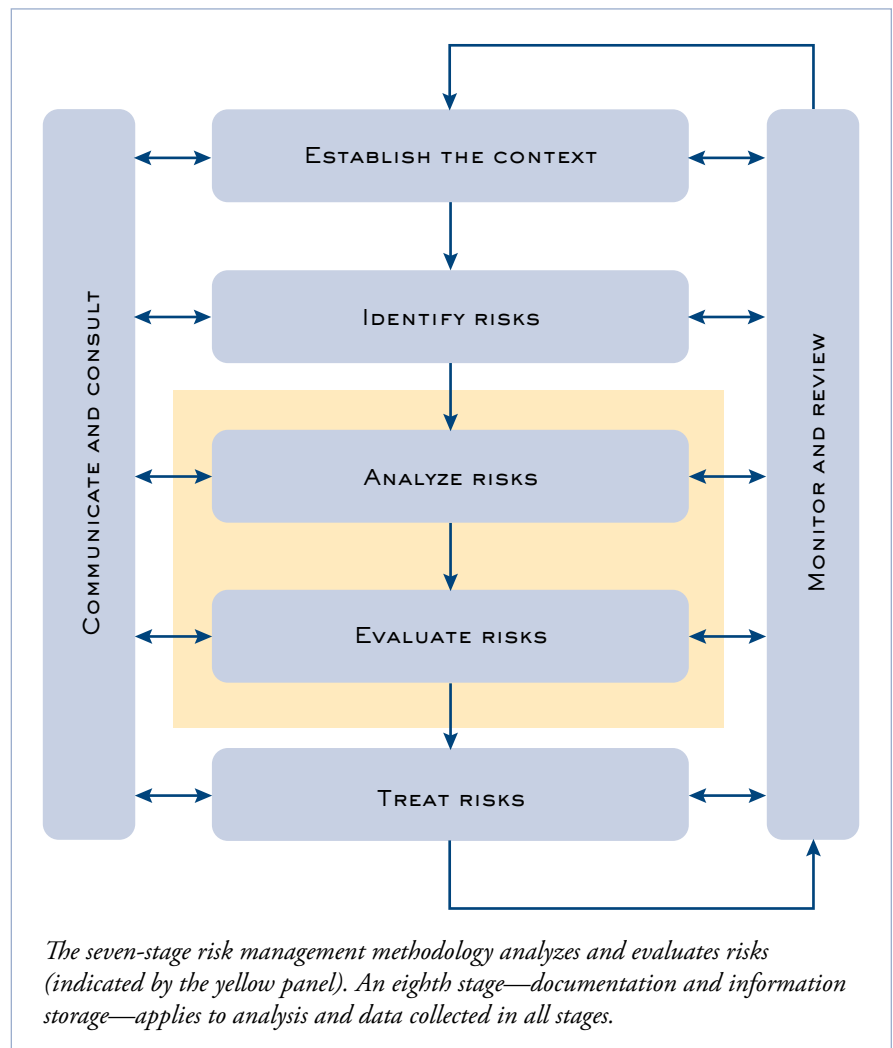 Establish the context
Communicate and consult
Identify risks
Monitor and review
Analyze risks
Evaluate risks
Treat risks
The seven-stage risk management methodology analyzes and evaluates risks
(indicated by the yellow panel). An eighth stage—documentation and information
storage—applies to analysis and data collected in all stages.